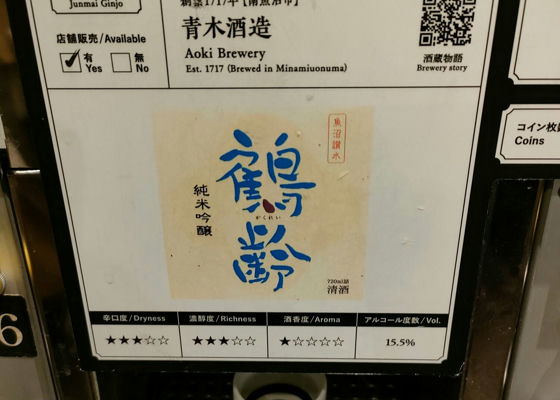 Junmai Ginjo
創業1717年【南魚沼市】
青木酒造
Aoki Brewery
Est. 1717 (Brewed in Minamiuonuma)
酒蔵物語
Brewery story
店舗販売/Available
有
Yes
無
No
コイン枚
Coins
魚沼讃水
鶴齢
かくれい
純米吟醸
720ml詰
清酒
辛口度/Dryness
濃醇度/Richness
酒香度/Aroma
アルコール度数/Vol.
★★★☆☆
★★★☆☆
★☆☆☆☆
15.5%
6